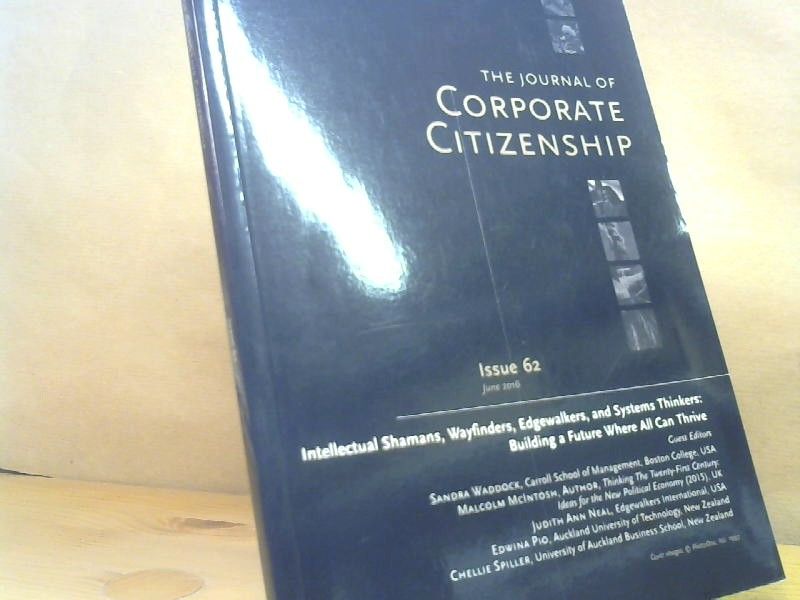 THE JOURNAL OF
CORPORATE
CITIZENSHIP
Issue 62
June 2016
Intellectual Shamans, Wayfinders, Edgewalkers, and Systems Thinkers:
Building a Future Where All Can Thrive
Guest Editors
SANDRA WADDOCK, Carroll School of Management, Boston College, USA
MALCOLM MCINTOSH, AUTHOR, Thinking The Twenty-First Century:
Ideas for the New Political Economy (2015), UK
JUDITH ANN NEAL, Edgewalkers International, USA
EDWINA PIO, Auckland University of Technology, New Zealand
CHELLIE SPILLER, University of Auckland Business School, New Zealand
Cover images ©